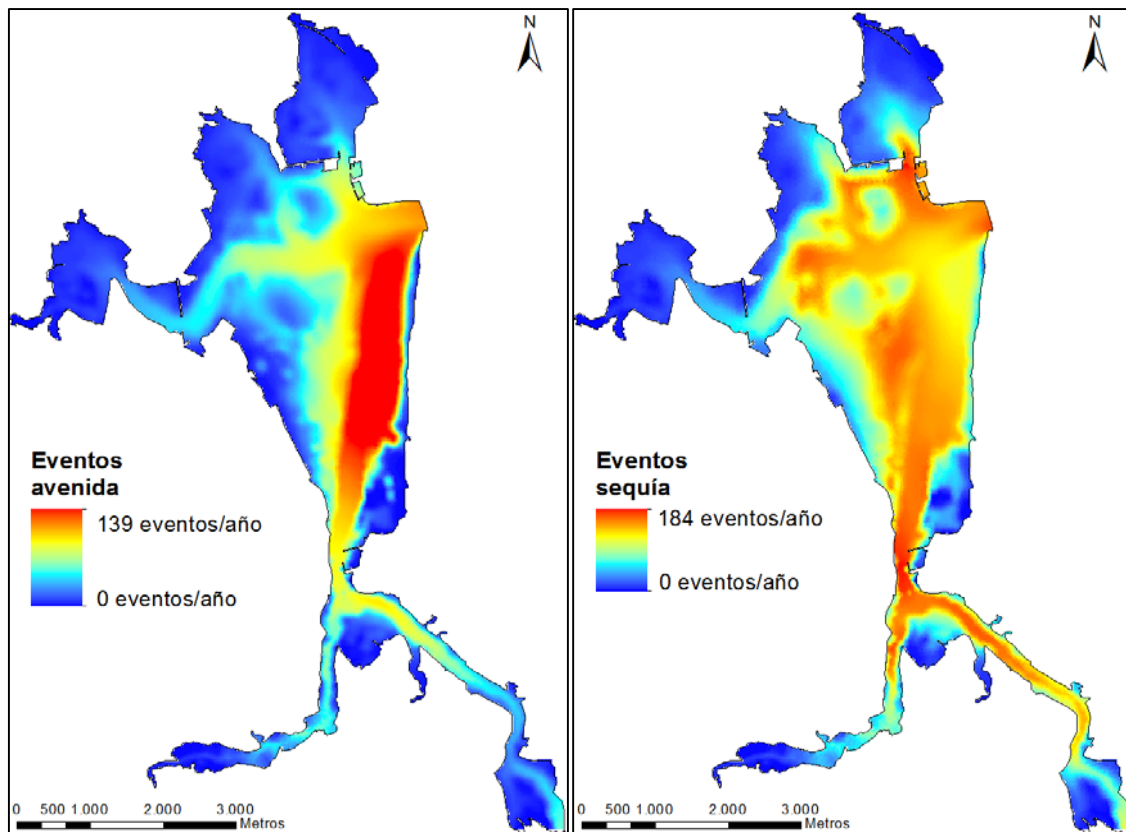 N
Eventos
avenida
139 eventos/año
0 eventos/año
0 500 1.000 2.000 3.000
Metros
N
Eventos
sequía
184 eventos/año
0 eventos/año
0 500 1.000 2.000 3.000
Metros